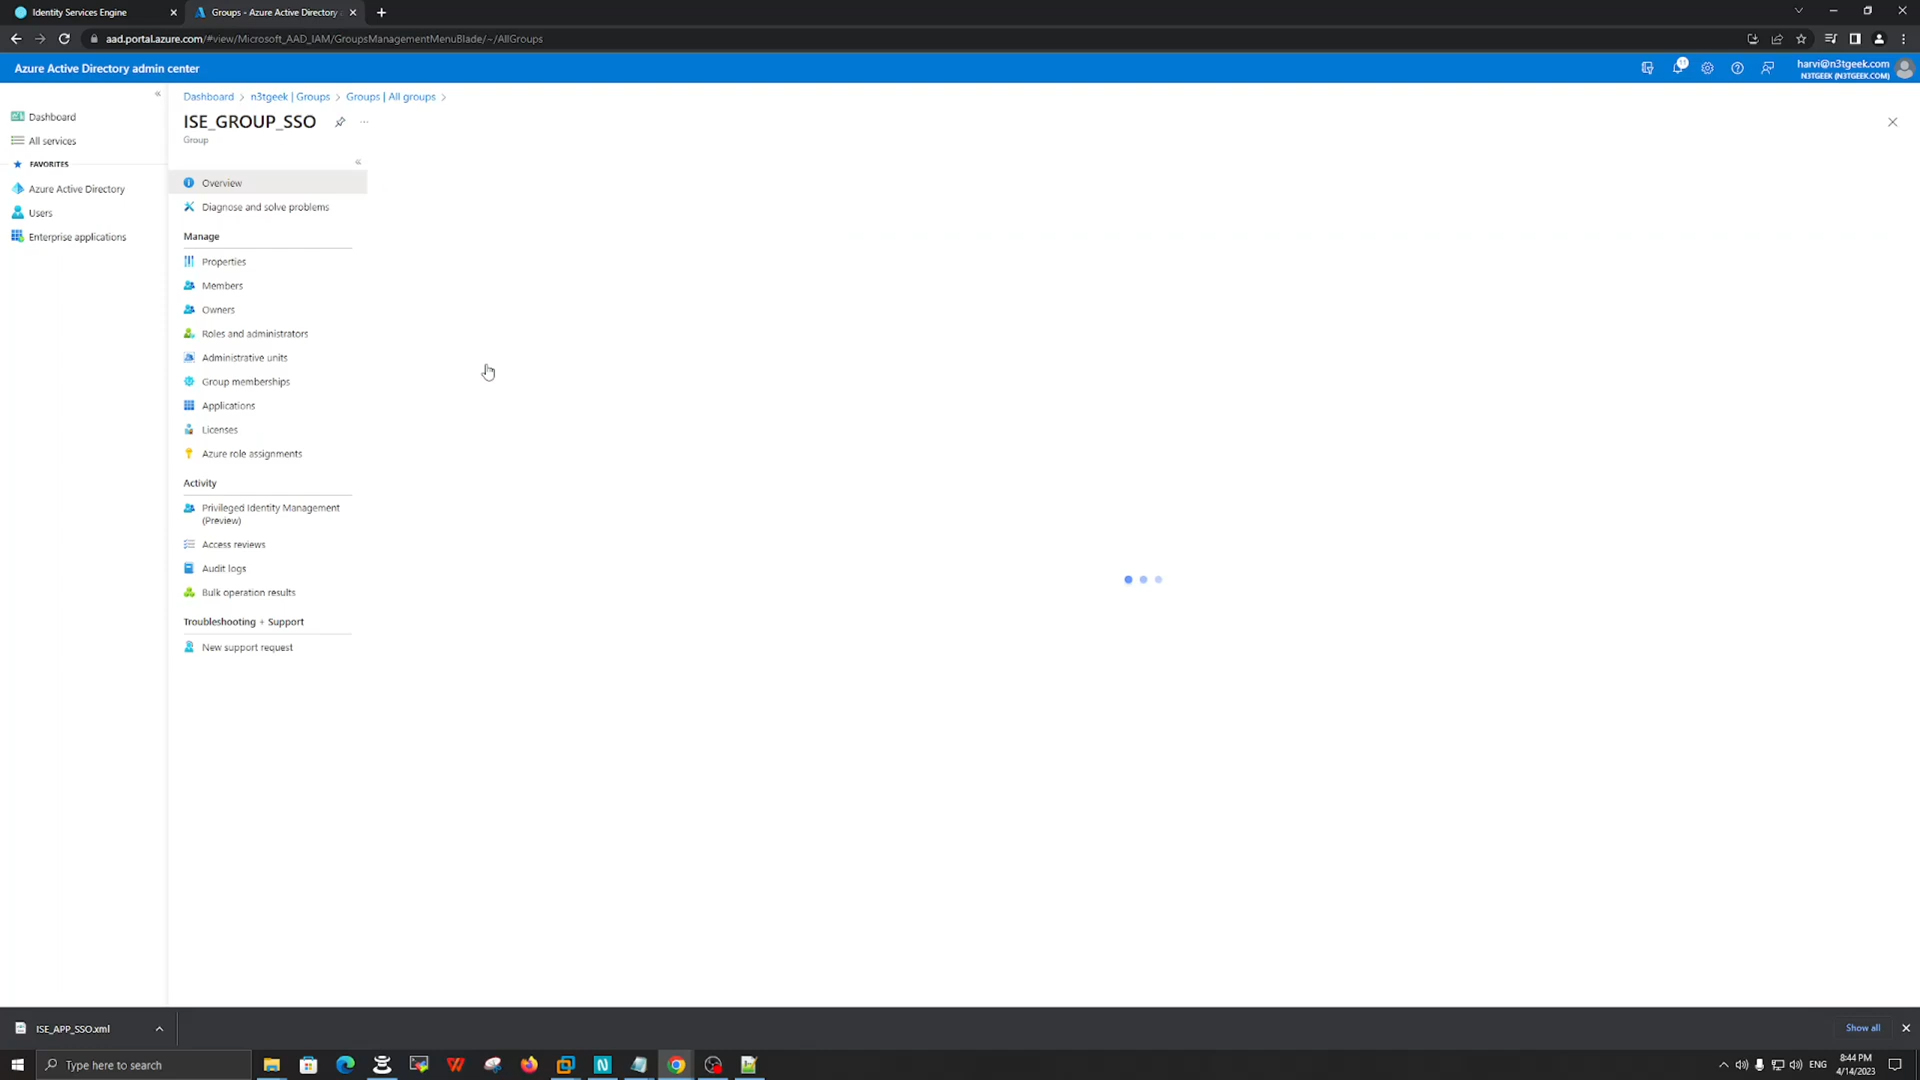 Identity Services Engine
Groups - Azure Active Directory
aad.portal.azure.com/#view/Microsoft_AAD_IAM/GroupsManagementMenuBlade/~/AllGroups
Azure Active Directory admin center
11
harvi@n3tgeek.com
N3TGEEK (N3TGEEK.COM)
Dashboard
All services
FAVORITES
Azure Active Directory
Users
Enterprise applications
Dashboard > n3tgeek | Groups > Groups | All groups >
ISE_GROUP_SSO
Group
Overview
Diagnose and solve problems
Manage
Properties
Members
Owners
Roles and administrators
Administrative units
Group memberships
Applications
Licenses
Azure role assignments
Activity
Privileged Identity Management
(Preview)
Access reviews
Audit logs
Bulk operation results
Troubleshooting + Support
New support request
ISE_APP_SSO.xml
Show all
Type here to search
ENG
8:44 PM
4/14/2023